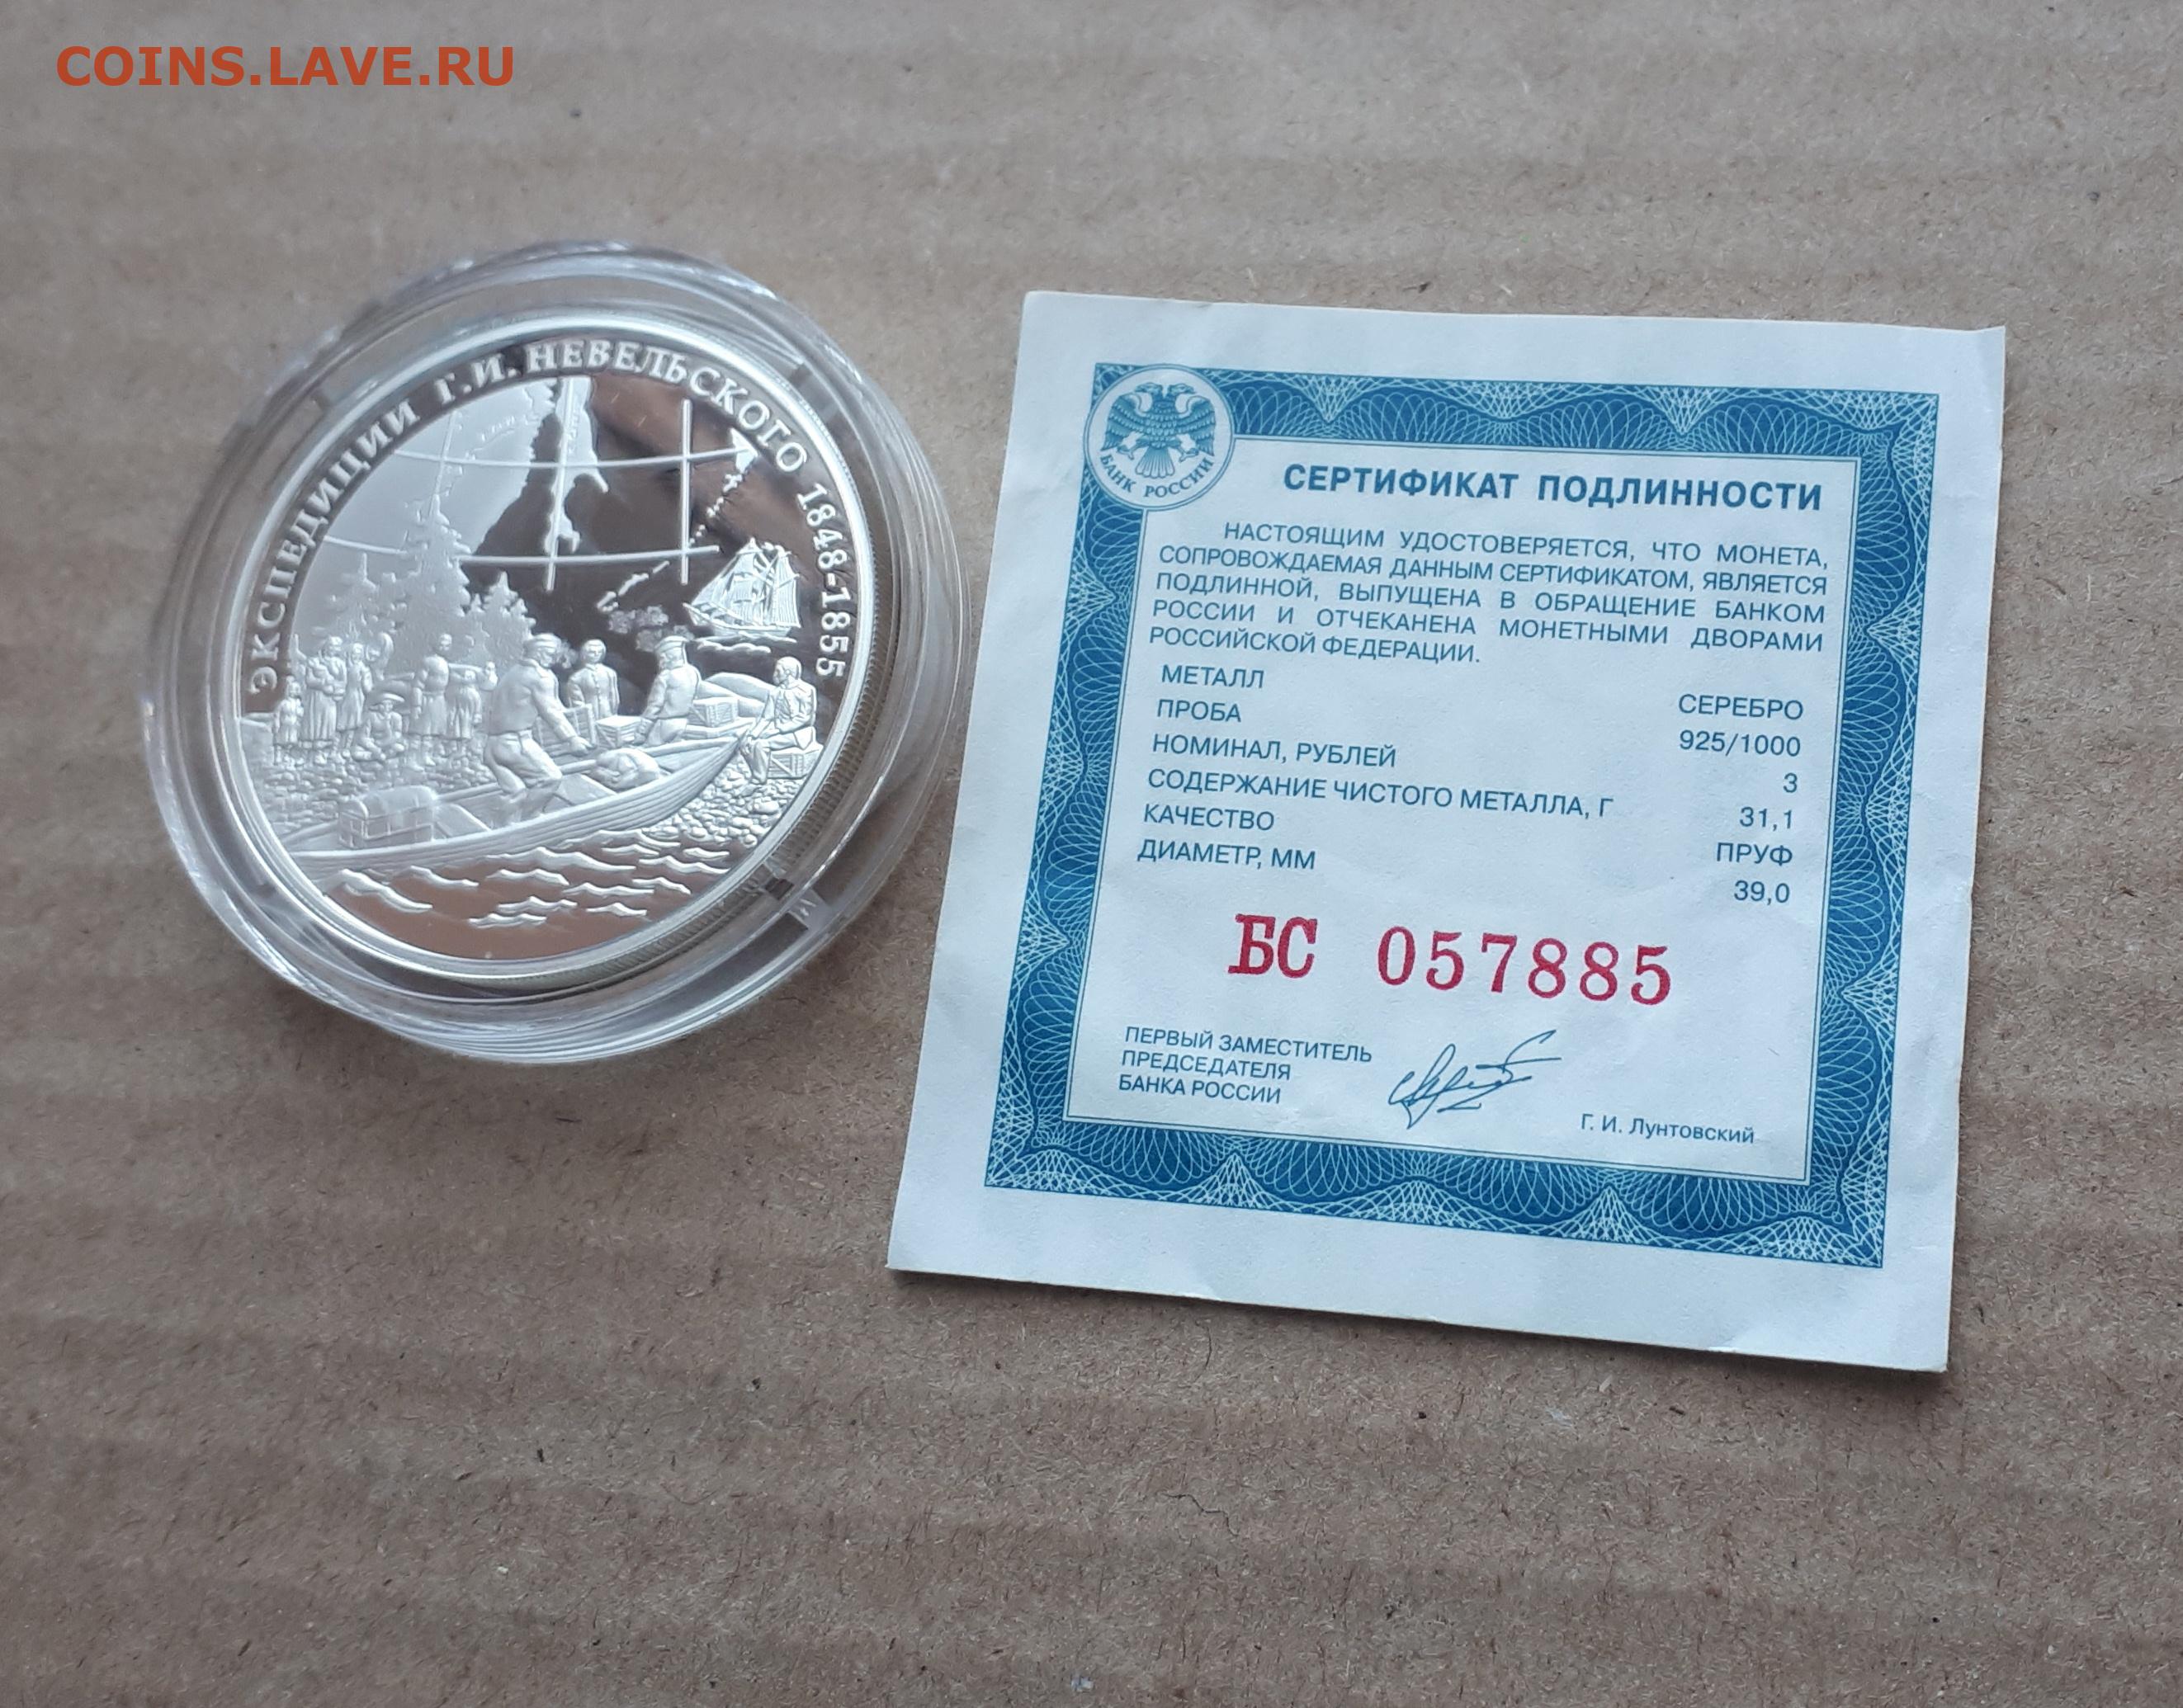 COINS.LAVE.RU
ЭКСПЕДИЦИИ Г.И. НЕВЕЛЬСКОГО 1848-1855
БАНК РОССИИ
СЕРТИФИКАТ ПОДЛИННОСТИ
НАСТОЯЩИМ УДОСТОВЕРЯЕТСЯ, ЧТО МОНЕТА,
СОПРОВОЖДАЕМАЯ ДАННЫМ СЕРТИФИКАТОМ, ЯВЛЯЕТСЯ
ПОДЛИННОЙ, ВЫПУЩЕНА В ОБРАЩЕНИЕ БАНКОМ
РОССИИ И ОТЧЕКАНЕНА МОНЕТНЫМИ ДВОРАМИ
РОССИЙСКОЙ ФЕДЕРАЦИИ.
МЕТАЛЛ СЕРЕБРО
ПРОБА 925/1000
НОМИНАЛ, РУБЛЕЙ 3
СОДЕРЖАНИЕ ЧИСТОГО МЕТАЛЛА, Г 31,1
КАЧЕСТВО ПРУФ
ДИАМЕТР, ММ 39,0
БС 057885
ПЕРВЫЙ ЗАМЕСТИТЕЛЬ
ПРЕДСЕДАТЕЛЯ
БАНКА РОССИИ
Г. И. Лунтовский